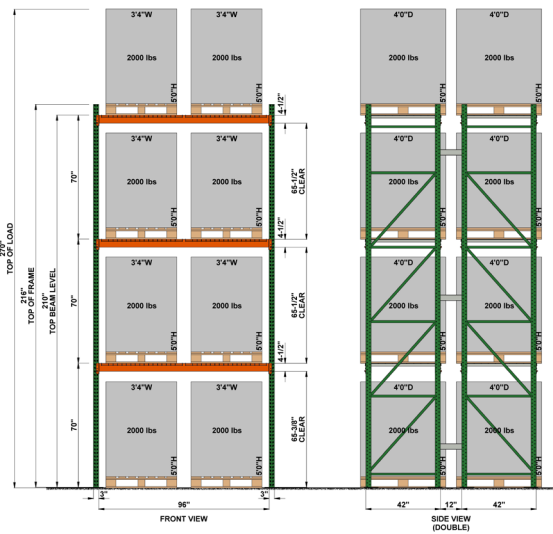 3'4"W 3'4"W 4'0"D 4'0"D
2000 lbs 2000 lbs 2000 lbs 2000 lbs
5'0"H 5'0"H 5'0"H 5'0"H
4-1/2"
3'4"W 3'4"W 4'0"D 4'0"D
2000 lbs 2000 lbs 2000 lbs 2000 lbs
5'0"H 5'0"H 5'0"H 5'0"H
70"
65-1/2"
CLEAR
4-1/2"
270"
TOP OF LOAD
216"
TOP OF FRAME
210"
TOP BEAM LEVEL
3'4"W 3'4"W 4'0"D 4'0"D
2000 lbs 2000 lbs 2000 lbs 2000 lbs
5'0"H 5'0"H 5'0"H 5'0"H
70"
65-1/2"
CLEAR
4-1/2"
3'4"W 3'4"W 4'0"D 4'0"D
2000 lbs 2000 lbs 2000 lbs 2000 lbs
5'0"H 5'0"H 5'0"H 5'0"H
70"
65-3/8"
CLEAR
3" 3"
96" 42" 12" 42"
FRONT VIEW
SIDE VIEW
(DOUBLE)